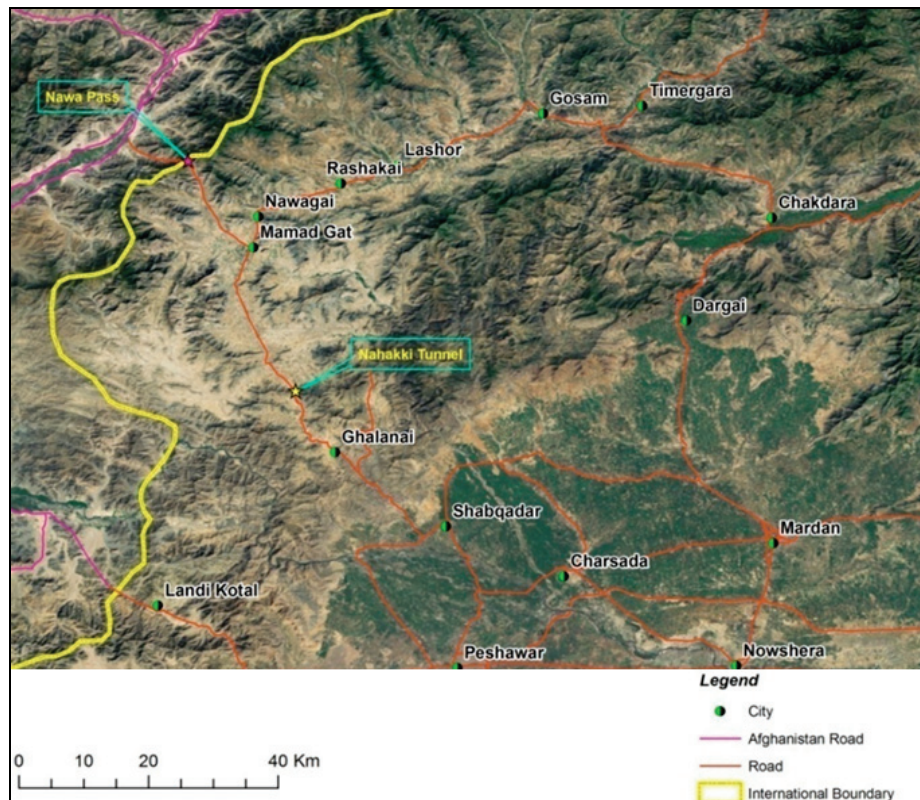 Nawa Pass
Gosam
Timergara
Lashor
Rashakai
Nawagai
Chakdara
Mamad Gat
Dargai
Nahakki Tunnel
Ghalanai
Shabqadar
Mardan
Charsada
Landi Kotal
Peshawar
Nowshera
Legend
City
Afghanistan Road
Road
International Boundary
0 10 20 40 Km